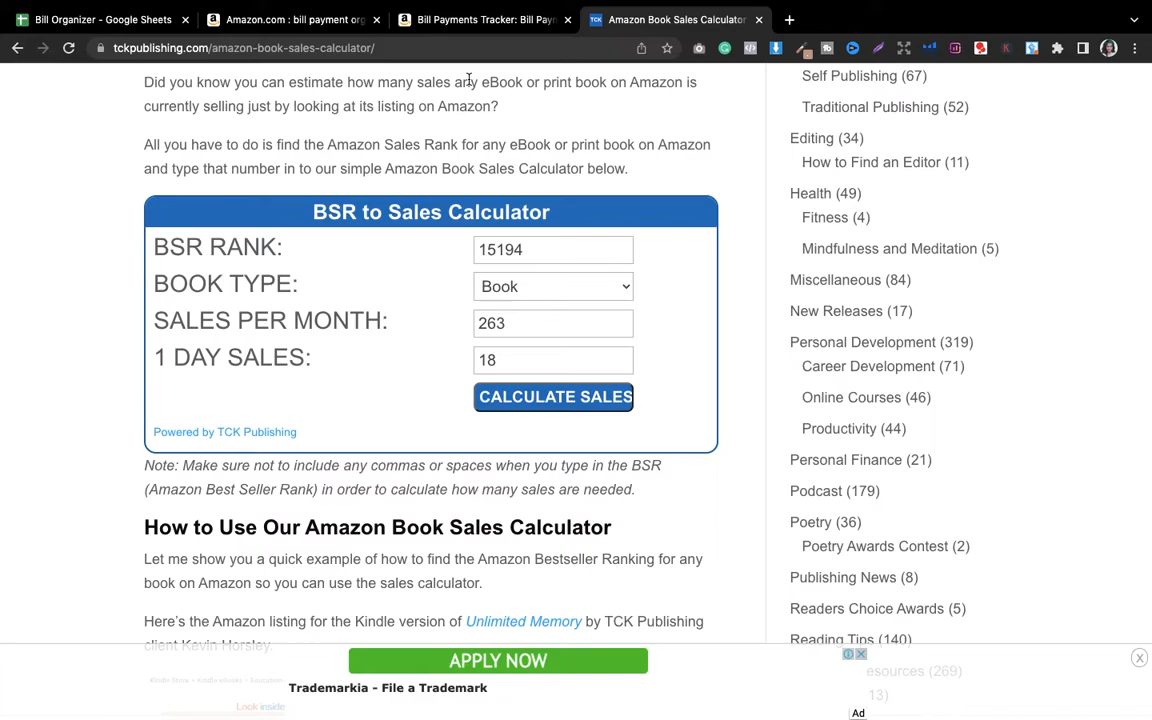 Bill Organizer - Google Sheets
Amazon.com : bill payment org
Bill Payments Tracker: Bill Payn
TCK
Amazon Book Sales Calculator
tckpublishing.com/amazon-book-sales-calculator/
Did you know you can estimate how many sales any eBook or print book on Amazon is
currently selling just by looking at its listing on Amazon?
All you have to do is find the Amazon Sales Rank for any eBook or print book on Amazon
and type that number in to our simple Amazon Book Sales Calculator below.
BSR to Sales Calculator
BSR RANK:
15194
BOOK TYPE:
Book
SALES PER MONTH:
263
1 DAY SALES:
18
CALCULATE SALES
Powered by TCK Publishing
Note: Make sure not to include any commas or spaces when you type in the BSR
(Amazon Best Seller Rank) in order to calculate how many sales are needed.
How to Use Our Amazon Book Sales Calculator
Let me show you a quick example of how to find the Amazon Bestseller Ranking for any
book on Amazon so you can use the sales calculator.
Here's the Amazon listing for the Kindle version of Unlimited Memory by TCK Publishing
client Kevin Horsley.
Kindle Store › Kindle eBooks › Education
Look inside
Self Publishing (67)
Traditional Publishing (52)
Editing (34)
How to Find an Editor (11)
Health (49)
Fitness (4)
Mindfulness and Meditation (5)
Miscellaneous (84)
New Releases (17)
Personal Development (319)
Career Development (71)
Online Courses (46)
Productivity (44)
Personal Finance (21)
Podcast (179)
Poetry (36)
Poetry Awards Contest (2)
Publishing News (8)
Readers Choice Awards (5)
Reading Tips (140)
esources (269)
13)
APPLY NOW
Trademarkia - File a Trademark
Ad